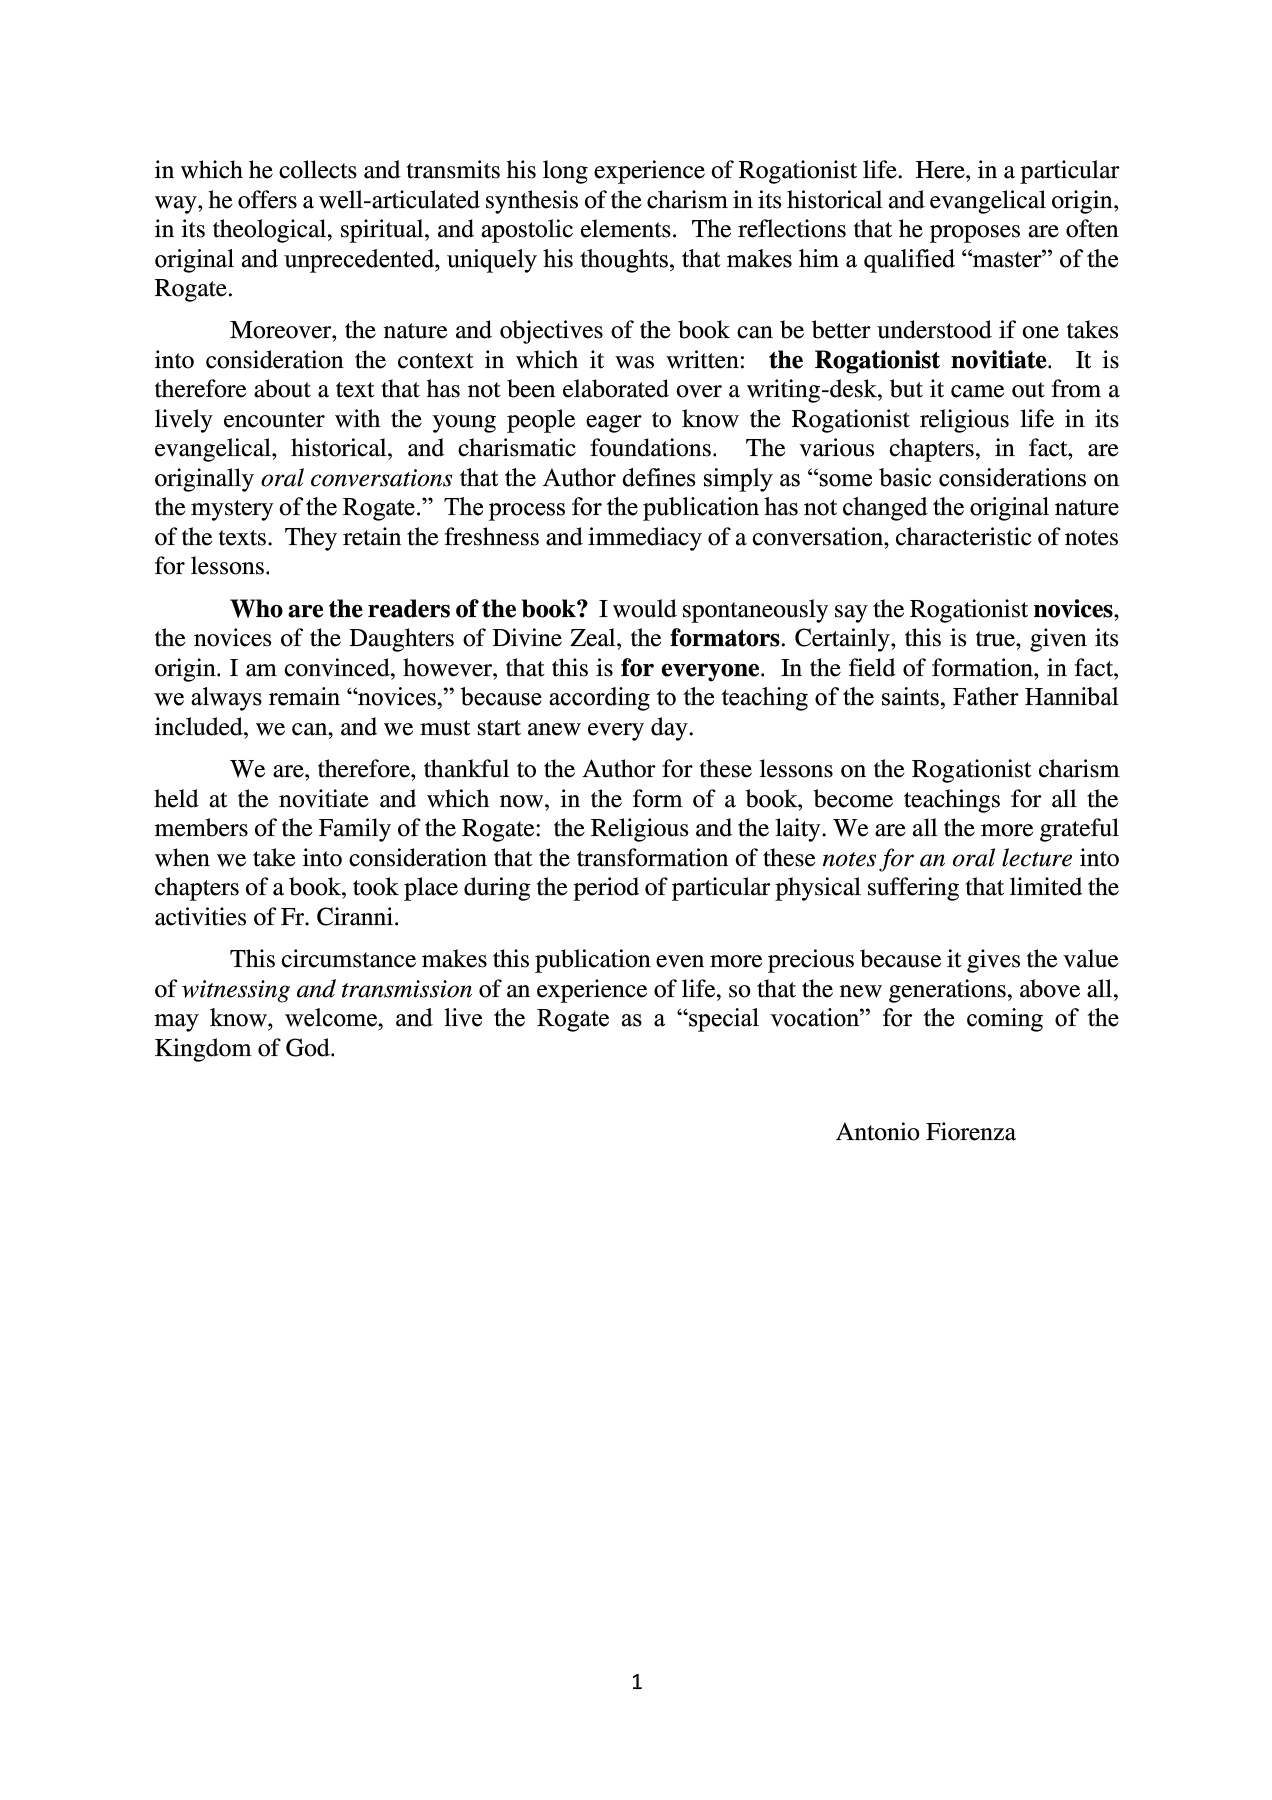 in which he collects and transmits his long experience of Rogationist life.  Here, in a particular
way, he offers a well-articulated synthesis of the charism in its historical and evangelical origin,
in its theological, spiritual, and apostolic elements.  The reflections that he proposes are often
original and unprecedented, uniquely his thoughts, that makes him a qualified “master” of the
Rogate.
Moreover, the nature and objectives of the book can be better understood if one takes
into consideration the context in which it was written:  the Rogationist novitiate.  It is
therefore about a text that has not been elaborated over a writing-desk, but it came out from a
lively encounter with the young people eager to know the Rogationist religious life in its
evangelical, historical, and charismatic foundations.  The various chapters, in fact, are
originally oral conversations that the Author defines simply as “some basic considerations on
the mystery of the Rogate.”  The process for the publication has not changed the original nature
of the texts.  They retain the freshness and immediacy of a conversation, characteristic of notes
for lessons.
Who are the readers of the book?  I would spontaneously say the Rogationist novices,
the novices of the Daughters of Divine Zeal, the formators. Certainly, this is true, given its
origin. I am convinced, however, that this is for everyone.  In the field of formation, in fact,
we always remain “novices,” because according to the teaching of the saints, Father Hannibal
included, we can, and we must start anew every day.
We are, therefore, thankful to the Author for these lessons on the Rogationist charism
held at the novitiate and which now, in the form of a book, become teachings for all the
members of the Family of the Rogate:  the Religious and the laity. We are all the more grateful
when we take into consideration that the transformation of these notes for an oral lecture into
chapters of a book, took place during the period of particular physical suffering that limited the
activities of Fr. Ciranni.
This circumstance makes this publication even more precious because it gives the value
of witnessing and transmission of an experience of life, so that the new generations, above all,
may know, welcome, and live the Rogate as a “special vocation” for the coming of the
Kingdom of God.
Antonio Fiorenza
1